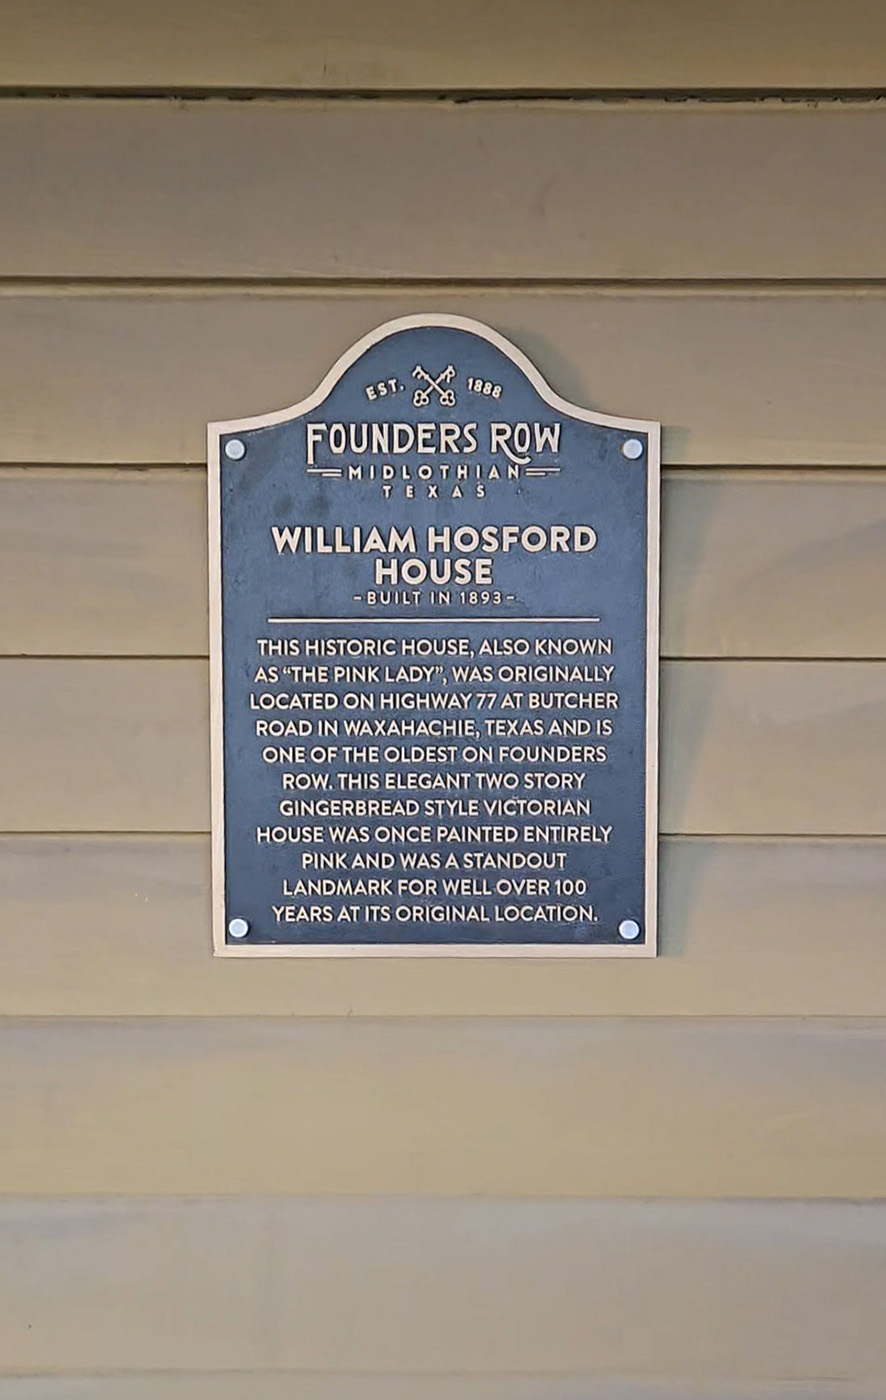 EST. 1888
FOUNDERS ROW
MIDLOTHIAN
TEXAS
WILLIAM HOSFORD
HOUSE
-BUILT IN 1893-
THIS HISTORIC HOUSE, ALSO KNOWN
AS “THE PINK LADY”, WAS ORIGINALLY
LOCATED ON HIGHWAY 77 AT BUTCHER
ROAD IN WAXAHACHIE, TEXAS AND IS
ONE OF THE OLDEST ON FOUNDERS
ROW. THIS ELEGANT TWO STORY
GINGERBREAD STYLE VICTORIAN
HOUSE WAS ONCE PAINTED ENTIRELY
PINK AND WAS A STANDOUT
LANDMARK FOR WELL OVER 100
YEARS AT ITS ORIGINAL LOCATION.